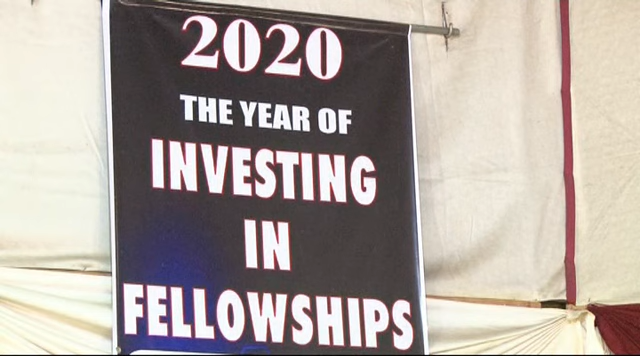 2020
THE YEAR OF
INVESTING
IN
FELLOWSHIPS